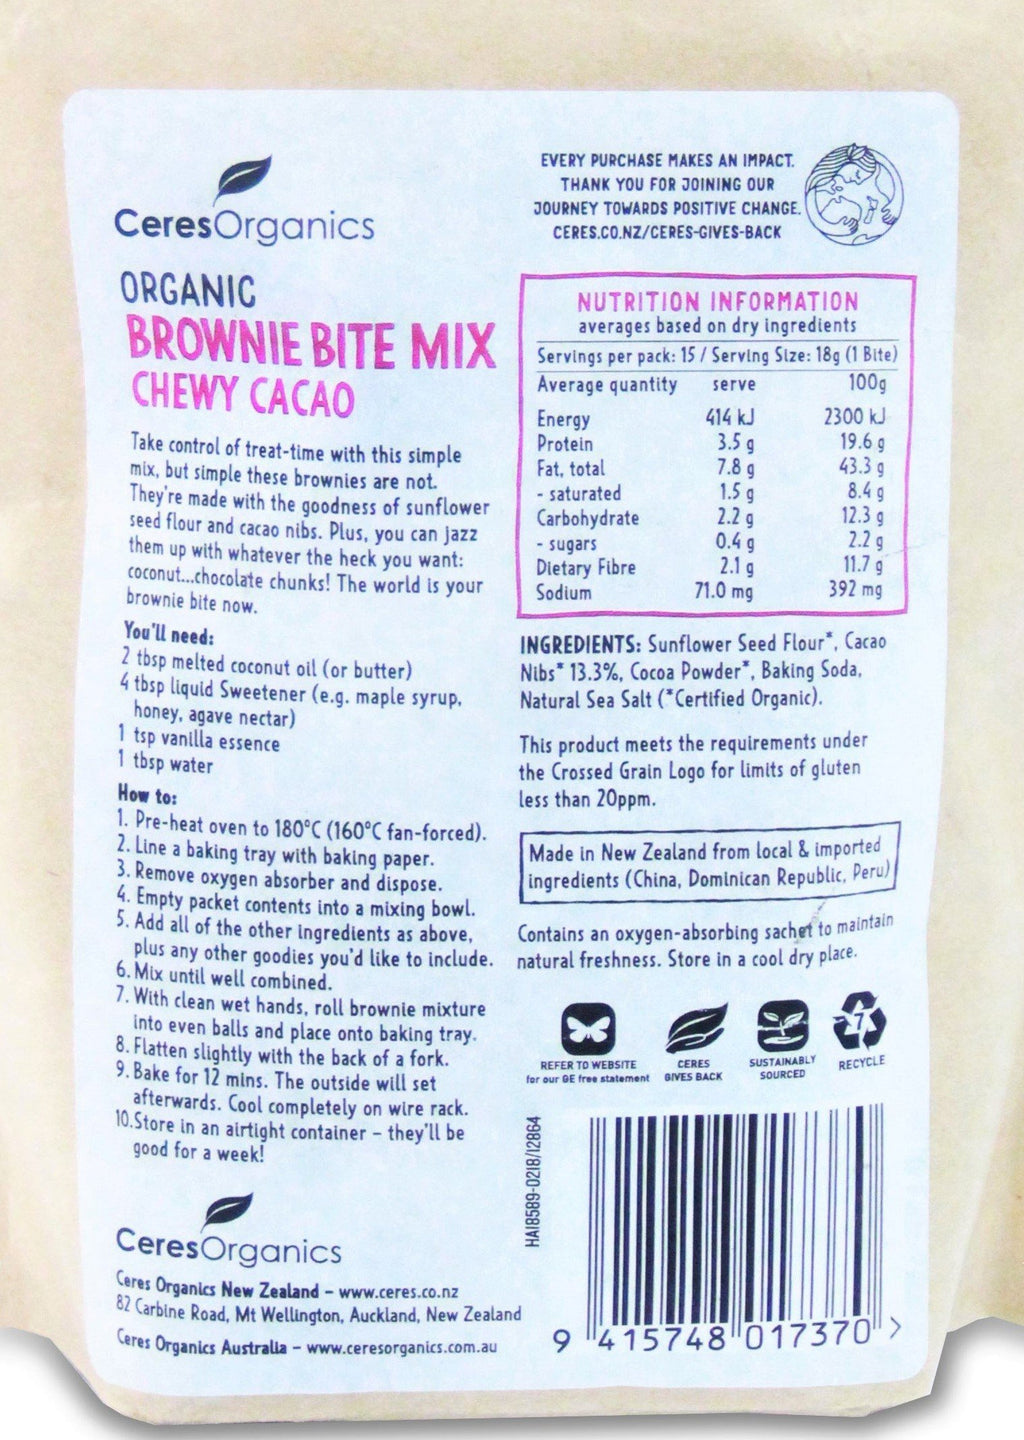 CeresOrganics
ORGANIC
BROWNIE BITE MIX
CHEWY CACAO
Take control of treat-time with this simple
mix, but simple these brownies are not.
They're made with the goodness of sunflower
seed flour and cacao nibs. Plus, you can jazz
them up with whatever the heck you want:
coconut...chocolate chunks! The world is your
brownie bite now.
You'll need:
2 tbsp melted coconut oil (or butter)
4 tbsp liquid Sweetener (e.g. maple syrup,
honey, agave nectar)
1 tsp vanilla essence
1 tbsp water
How to:
1. Pre-heat oven to 180°C (160°C fan-forced).
2. Line a baking tray with baking paper.
3. Remove oxygen absorber and dispose.
4. Empty packet contents into a mixing bowl.
5. Add all of the other ingredients as above,
plus any other goodies you'd like to include.
6. Mix until well combined.
7. With clean wet hands, roll brownie mixture
into even balls and place onto baking tray.
8. Flatten slightly with the back of a fork.
9. Bake for 12 mins. The outside will set
afterwards. Cool completely on wire rack.
10. Store in an airtight container – they'll be
good for a week!
CeresOrganics
Ceres Organics New Zealand – www.ceres.co.nz
82 Carbine Road, Mt Wellington, Auckland, New Zealand
Ceres Organics Australia – www.ceresorganics.com.au
EVERY PURCHASE MAKES AN IMPACT.
THANK YOU FOR JOINING OUR
JOURNEY TOWARDS POSITIVE CHANGE.
CERES.CO.NZ/CERES-GIVES-BACK
NUTRITION INFORMATION
averages based on dry ingredients
Servings per pack: 15 / Serving Size: 18g (1 Bite)
Average quantity serve 100g
Energy 414 kJ 2300 kJ
Protein 3.5 g 19.6 g
Fat, total 7.8 g 43.3 g
- saturated 1.5 g 8.4 g
Carbohydrate 2.2 g 12.3 g
- sugars 0.4 g 2.2 g
Dietary Fibre 2.1 g 11.7 g
Sodium 71.0 mg 392 mg
INGREDIENTS: Sunflower Seed Flour*, Cacao
Nibs* 13.3%, Cocoa Powder*, Baking Soda,
Natural Sea Salt (*Certified Organic).
This product meets the requirements under
the Crossed Grain Logo for limits of gluten
less than 20ppm.
Made in New Zealand from local & imported
ingredients (China, Dominican Republic, Peru)
Contains an oxygen-absorbing sachet to maintain
natural freshness. Store in a cool dry place.
REFER TO WEBSITE
for our GE free statement
CERES
GIVES BACK
SUSTAINABLY
SOURCED
7
RECYCLE
HAI8589-0218/12864
9 415748 017370 >